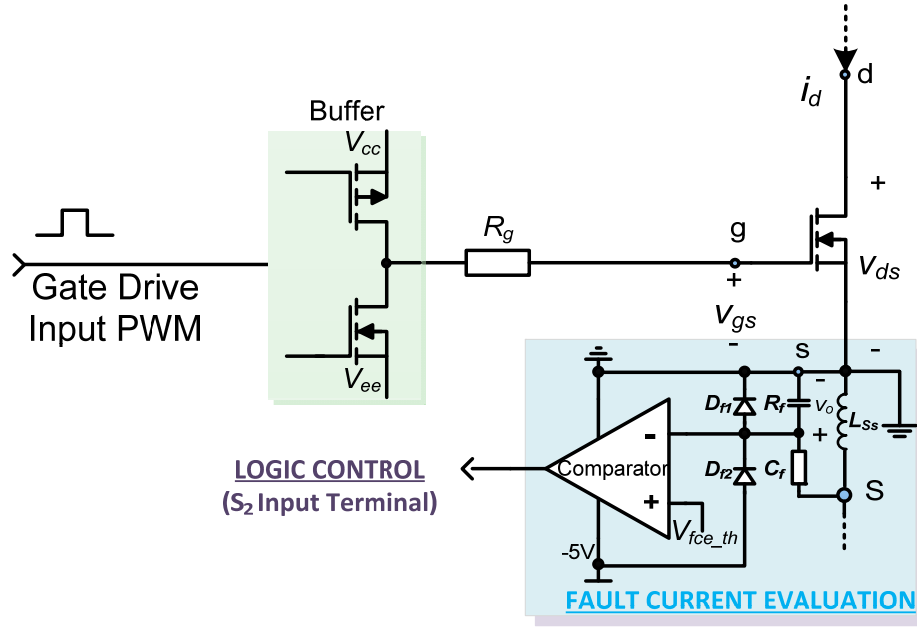 Buffer
Vcc
id
d
+
Rg
g
+
vgs
-
vds
Gate Drive
Input PWM
Vee
s
-
-
Df1
Rf
vo
LSs
+
-
Comparator
Df2
Cf
S
+
Vfce_th
LOGIC CONTROL
(S2 Input Terminal)
-5V
FAULT CURRENT EVALUATION